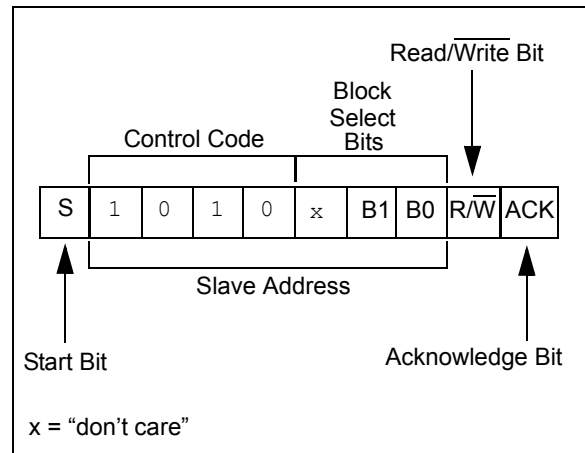 Read/Write Bit
Block
Select
Bits
Control Code
S 1 0 1 0 x B1 B0 R/W ACK
Slave Address
Start Bit
Acknowledge Bit
x = “don’t care”